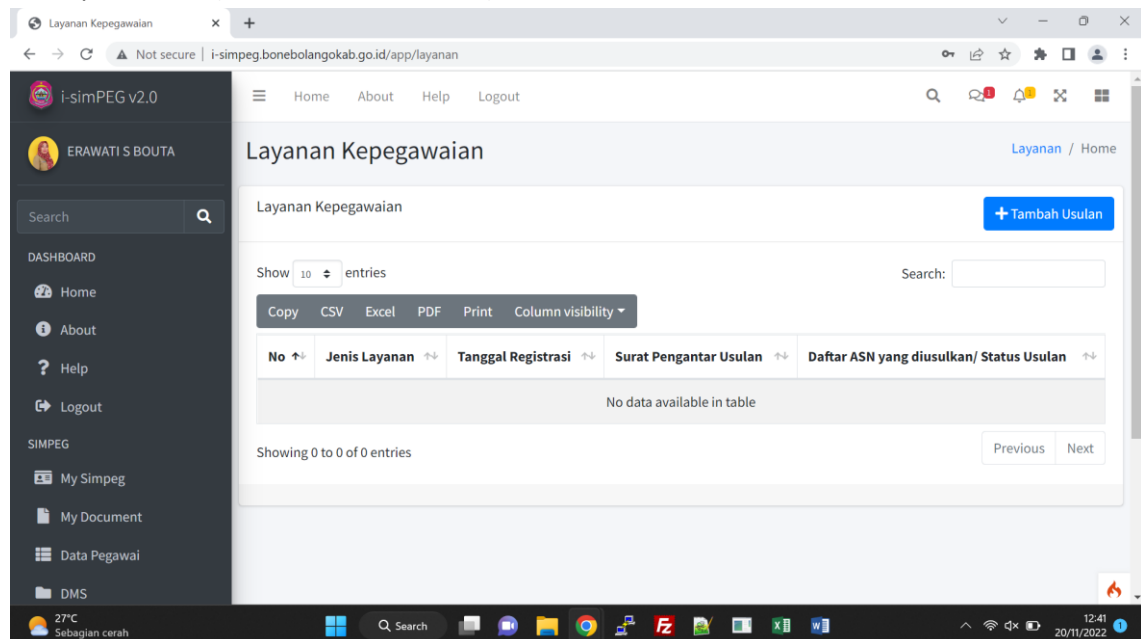 Layanan Kepegawaian
Not secure | i-simpeg.bonebolangokab.go.id/app/layanan
i-simPEG v2.0
Home About Help Logout
1 1
ERAWATI S BOUTA
Layanan Kepegawaian
Layanan / Home
Search
Layanan Kepegawaian
Tambah Usulan
DASHBOARD
Home
About
Help
Logout
SIMPEG
My Simpeg
My Document
Data Pegawai
DMS
Show 10 entries
Search:
Copy CSV Excel PDF Print Column visibility
No Jenis Layanan Tanggal Registrasi Surat Pengantar Usulan Daftar ASN yang diusulkan/ Status Usulan
No data available in table
Showing 0 to 0 of 0 entries
Previous Next
27°C
Sebagian cerah
Search
12:41
20/11/2022
1